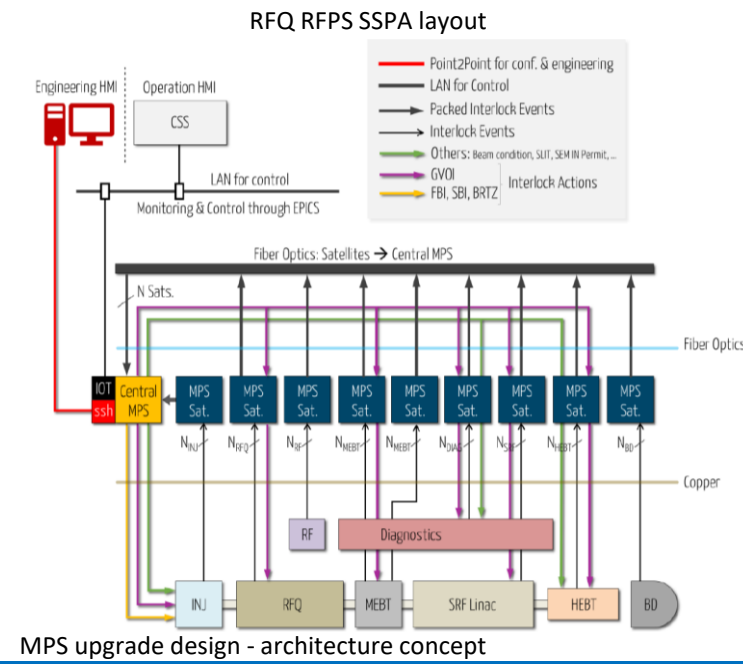 RFQ RFPS SSPA layout
Engineering HMI
Operation HMI
CSS
Point2Point for conf. & engineering
LAN for Control
Packed Interlock Events
Interlock Events
Others: Beam condition, SLIT, SEM IN Permit, ...
GVOI
FBI, SBI, BRTZ
Interlock Actions
LAN for control
Monitoring & Control through EPICS
Fiber Optics: Satellites → Central MPS
N Sats.
Fiber Optics
IOT
ssh
Central
MPS
MPS
Sat.
MPS
Sat.
MPS
Sat.
MPS
Sat.
MPS
Sat.
MPS
Sat.
MPS
Sat.
MPS
Sat.
MPS
Sat.
NINJ
NRFQ
NRF
NMEBT
NMEBT
NDIAG
NSRF
NHEBT
NBD
Copper
RF
Diagnostics
INJ
RFQ
MEBT
SRF Linac
HEBT
BD
MPS upgrade design - architecture concept